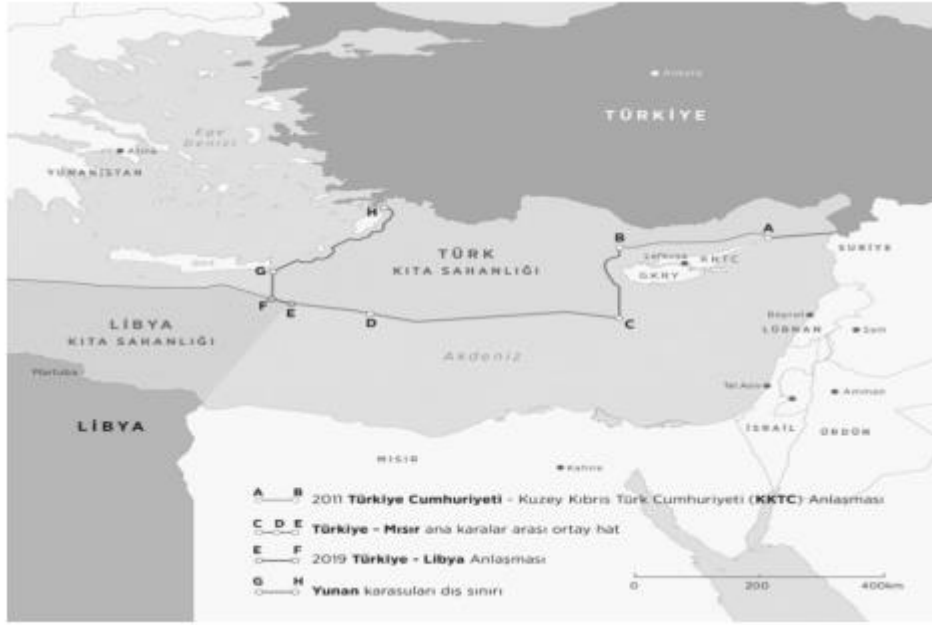 Ankara
TÜRKİYE
Ege
Denizi
Atina
YUNANİSTAN
H
A
B
TÜRK
KITA SAHANLIĞI
SURİYE
Lefkoşa
KKTC
GKRY
Girit
G
F
E
D
C
LİBYA
KITA SAHANLIĞI
Beyrut
LÜBNAN
Şam
Akdeniz
Martuba
Tel Aviv
Amman
LİBYA
İSRAİL
ÜRDÜN
MISIR
Kahire
A B 2011 Türkiye Cumhuriyeti - Kuzey Kıbrıs Türk Cumhuriyeti (KKTC) Anlaşması
C D E Türkiye - Mısır ana karalar arası ortay hat
E F 2019 Türkiye - Libya Anlaşması
G H Yunan karasuları dış sınırı
0 200 400km